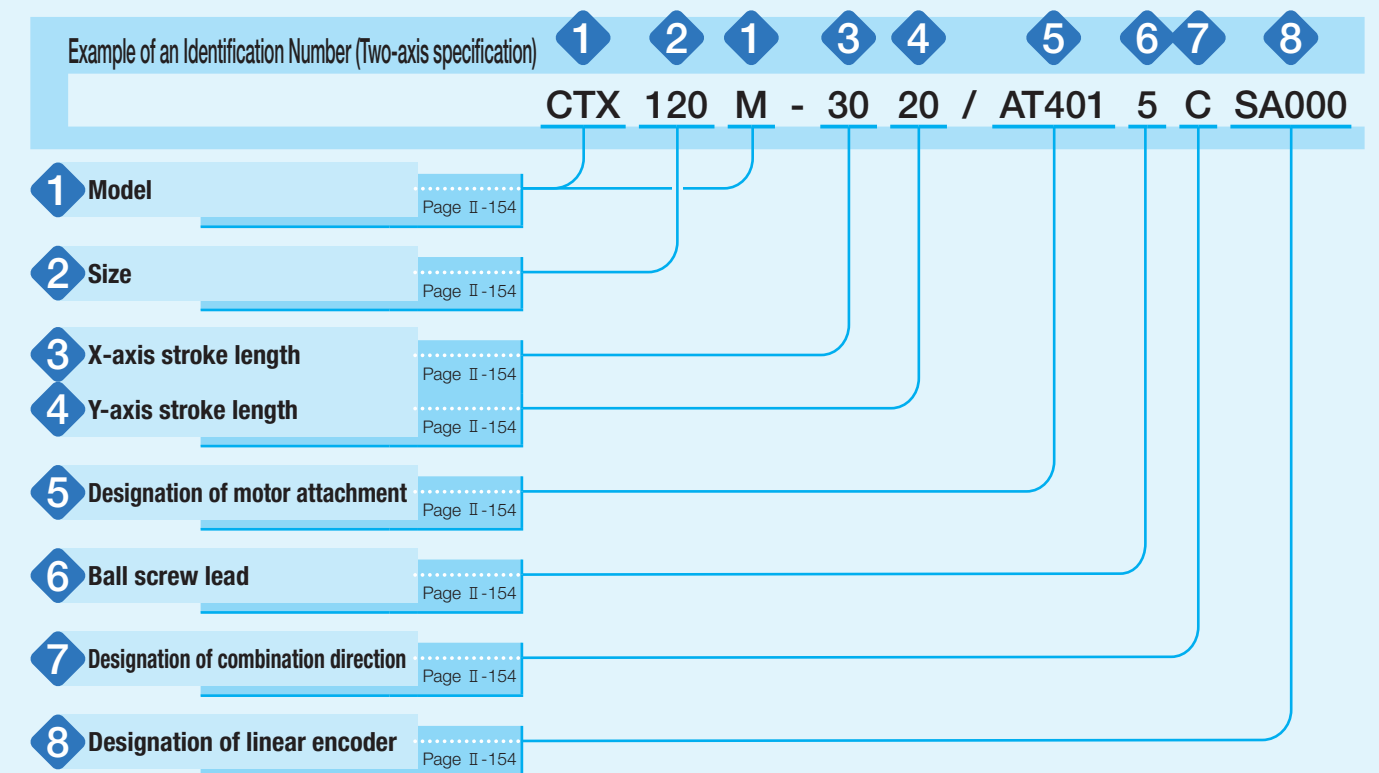 Example of an Identification Number (Two-axis specification) 1 2 1 3 4 5 6 7 8
CTX 120 M - 30 20 / AT401 5 C SA000
1 Model
Page Ⅱ-154
2 Size
Page Ⅱ-154
3 X-axis stroke length
Page Ⅱ-154
4 Y-axis stroke length
Page Ⅱ-154
5 Designation of motor attachment
Page Ⅱ-154
6 Ball screw lead
Page Ⅱ-154
7 Designation of combination direction
Page Ⅱ-154
8 Designation of linear encoder
Page Ⅱ-154